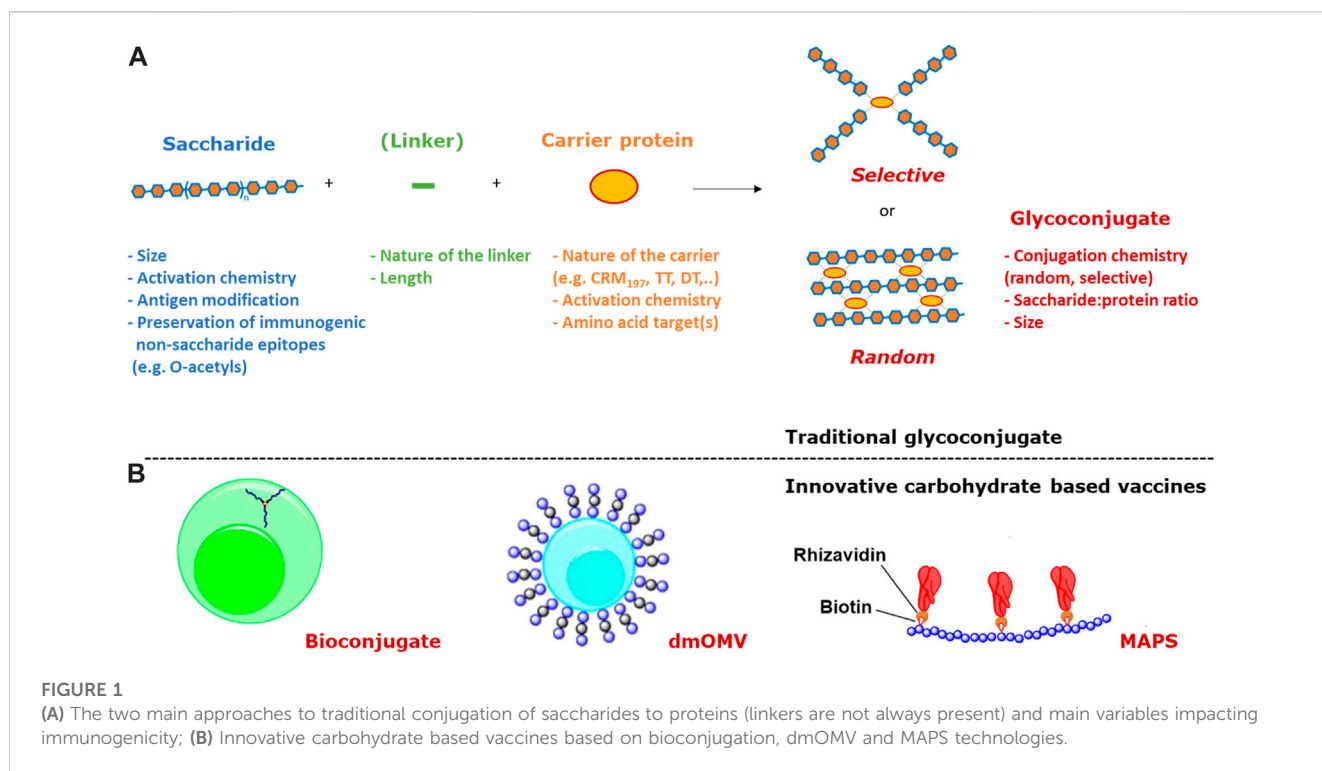 A
Saccharide
n
+
- Size
- Activation chemistry
- Antigen modification
- Preservation of immunogenic
non-saccharide epitopes
(e.g. O-acetyls)
(Linker)
+
- Nature of the linker
- Length
Carrier protein
- Nature of the carrier
(e.g. CRM197, TT, DT,..)
- Activation chemistry
- Amino acid target(s)
Selective
or
Random
Glycoconjugate
- Conjugation chemistry
(random, selective)
- Saccharide:protein ratio
- Size
Traditional glycoconjugate
B
Innovative carbohydrate based vaccines
Bioconjugate
dmOMV
Rhizavidin
Biotin
MAPS
FIGURE 1
(A) The two main approaches to traditional conjugation of saccharides to proteins (linkers are not always present) and main variables impacting
immunogenicity; (B) Innovative carbohydrate based vaccines based on bioconjugation, dmOMV and MAPS technologies.